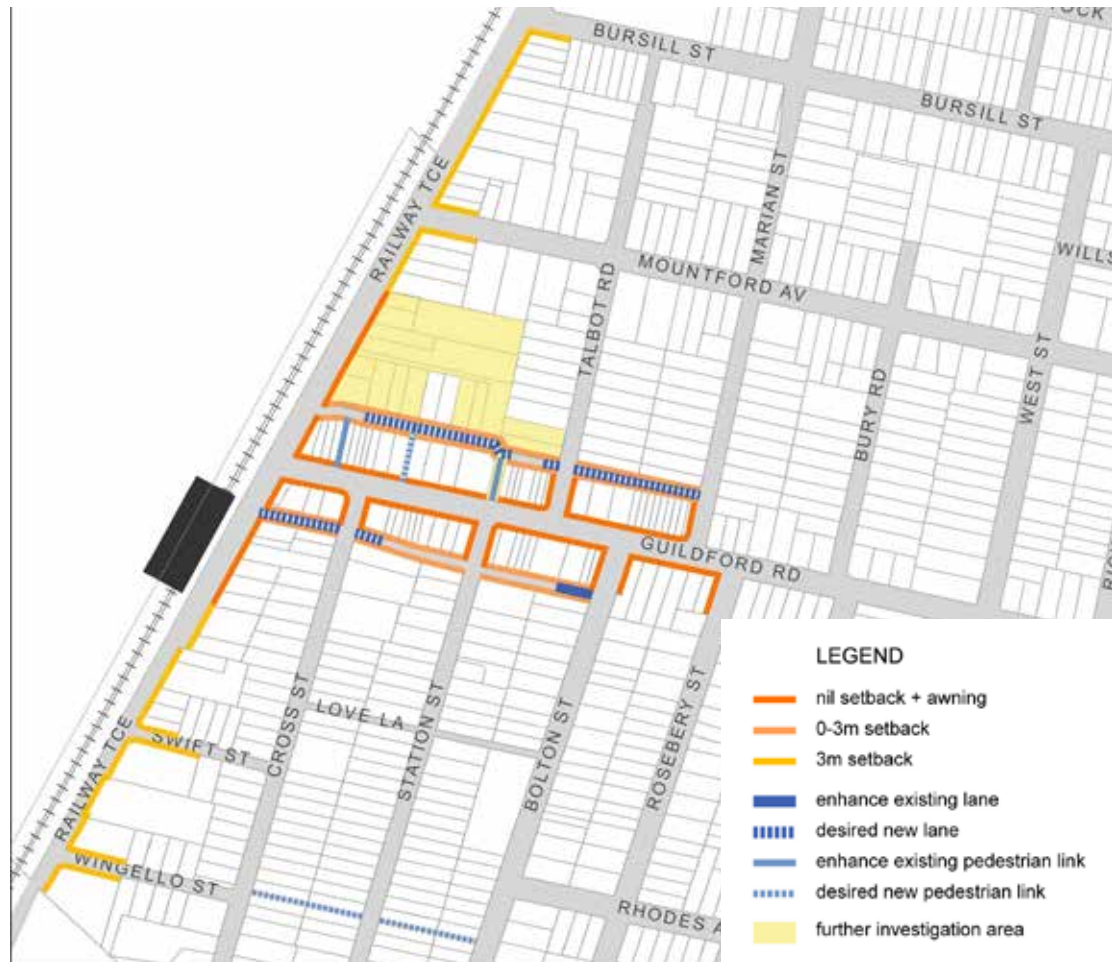 BURSILL ST
BURSILL ST
RAILWAY TCE
MARIAN ST
WILLS
MOUNTFORD AV
TALBOT RD
WEST ST
BURY RD
GUILDFORD RD
LOVE LA
CROSS ST
STATION ST
BOLTON ST
ROSEBERY ST
SWIFT ST
RAILWAY TCE
WINGELLO ST
RHODES A
LEGEND
nil setback + awning
0-3m setback
3m setback
enhance existing lane
desired new lane
enhance existing pedestrian link
desired new pedestrian link
further investigation area